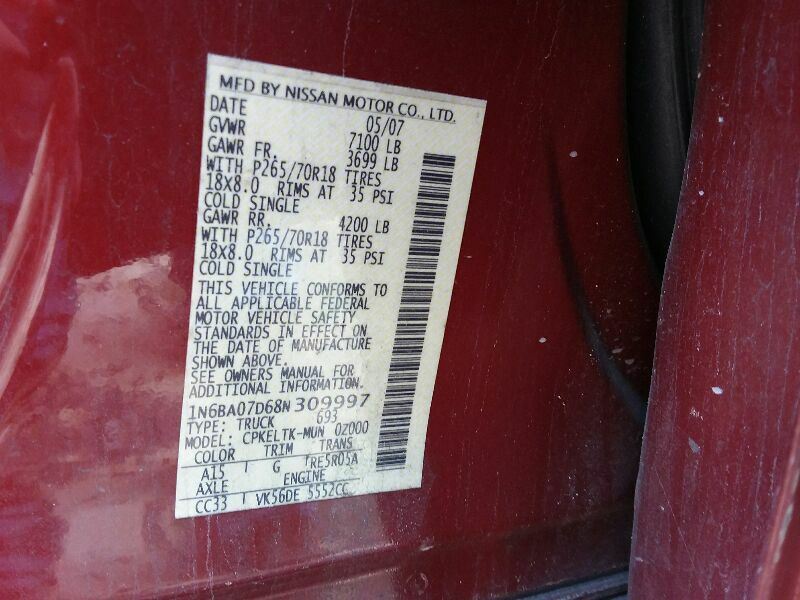 MFD BY NISSAN MOTOR CO., LTD.
DATE 05/07
GVWR 7100 LB
GAWR FR. 3699 LB
WITH P265/70R18 TIRES
18X8.0 RIMS AT 35 PSI
COLD SINGLE
GAWR RR. 4200 LB
WITH P265/70R18 TIRES
18X8.0 RIMS AT 35 PSI
COLD SINGLE
THIS VEHICLE CONFORMS TO
ALL APPLICABLE FEDERAL
MOTOR VEHICLE SAFETY
STANDARDS IN EFFECT ON
THE DATE OF MANUFACTURE
SHOWN ABOVE.
SEE OWNERS MANUAL FOR
ADDITIONAL INFORMATION.
1N6BA07D68N309997
TYPE: TRUCK 693
MODEL: CPKELTK-MUN 0Z000
COLOR TRIM TRANS
A15 G TRE5R05A
AXLE ENGINE
CC33 VK56DE 5552CC